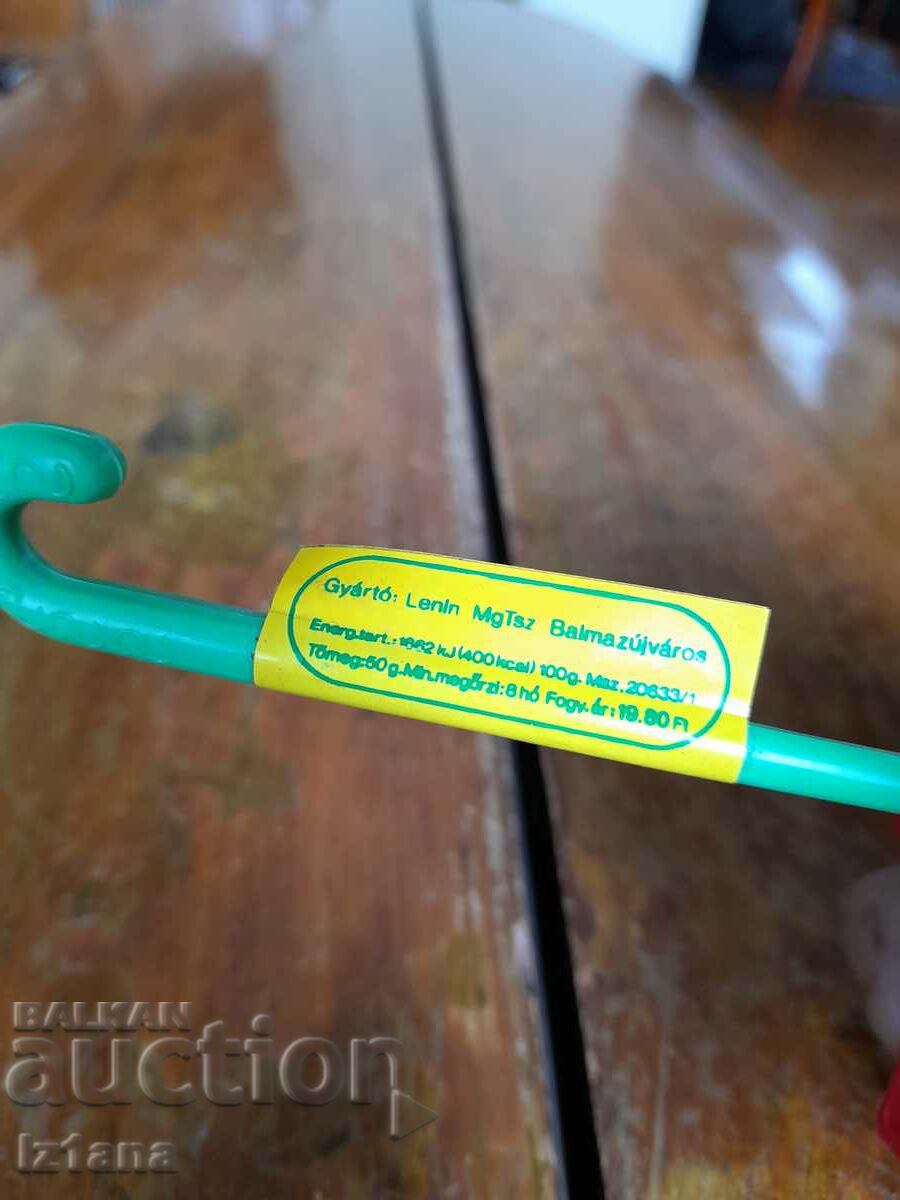 Gyártó: Lenin MgTsz Balmazújváros
Energ.tart.: 1662 kJ (400 kcal) 100g. Msz. 20633/1
Tömeg: 50 g. Min.megőrzi: 8 hó Fogy.ár: 19.80 Ft
BALKAN
auction
Iz1ana